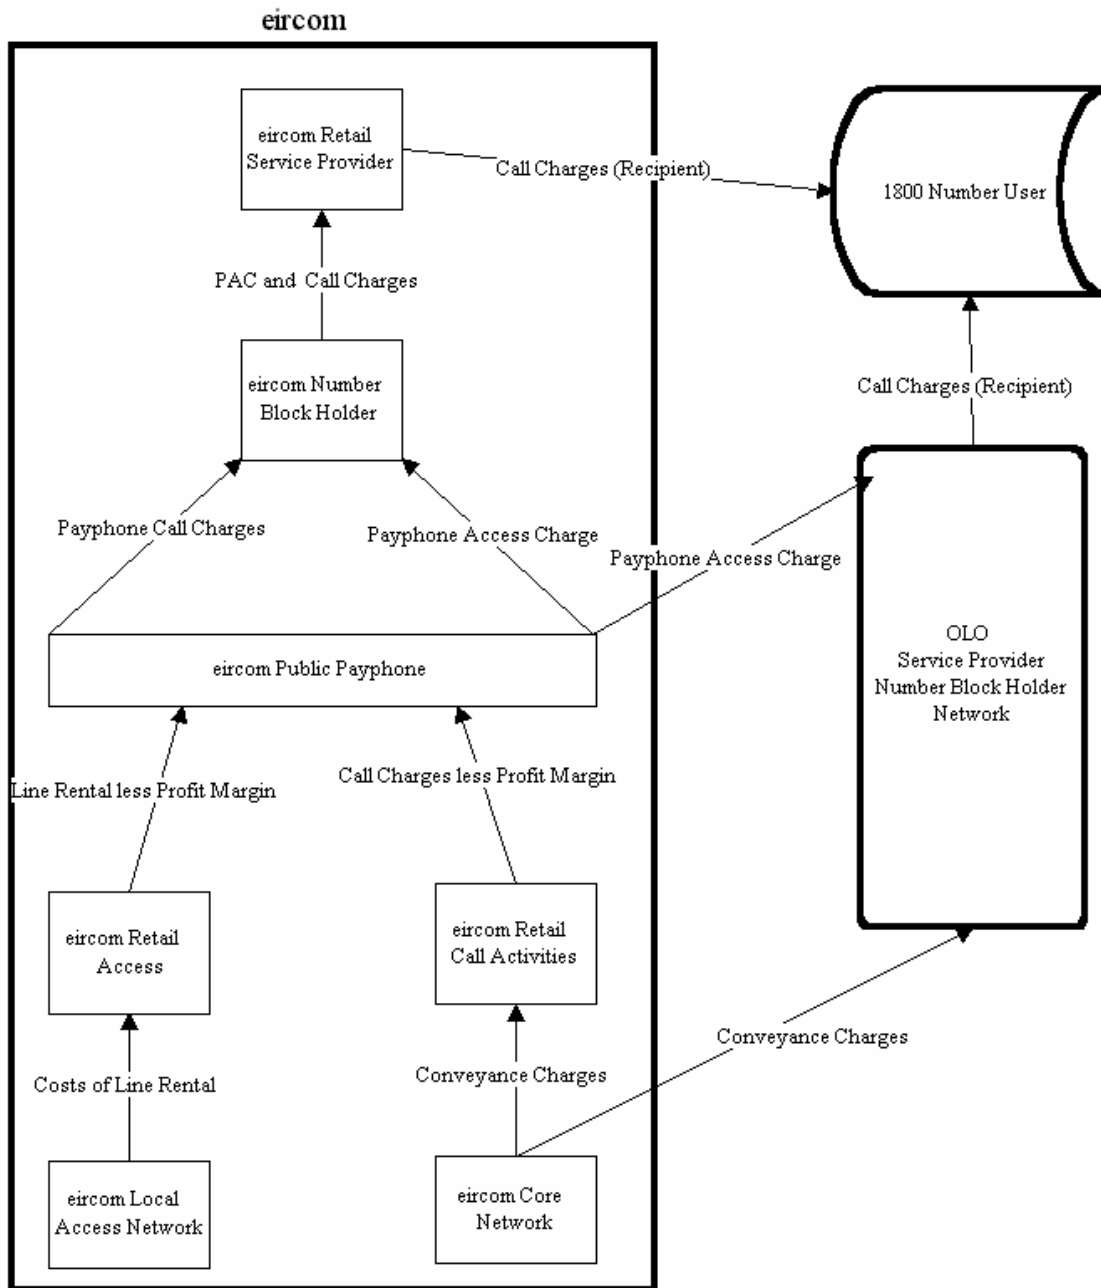 eircom
eircom Retail
Service Provider
Call Charges (Recipient)
1800 Number User
PAC and Call Charges
eircom Number
Block Holder
Call Charges (Recipient)
Payphone Call Charges
Payphone Access Charge
Payphone Access Charge
OLO
Service Provider
Number Block Holder
Network
eircom Public Payphone
Line Rental less Profit Margin
Call Charges less Profit Margin
eircom Retail
Access
eircom Retail
Call Activities
Conveyance Charges
Costs of Line Rental
Conveyance Charges
eircom Local
Access Network
eircom Core
Network